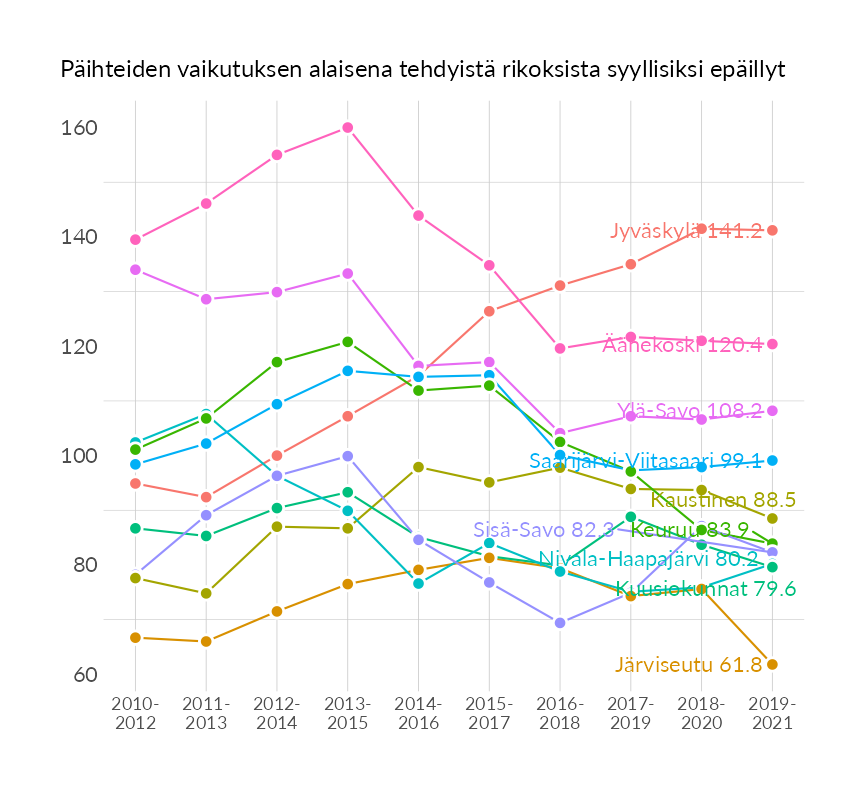 Päihteiden vaikutuksen alaisena tehdyistä rikoksista syyllisiksi epäillyt
160
140
120
100
80
60
Jyväskylä 141.2
Äänekoski 120.4
Ylä-Savo 108.2
Saarijärvi-Viitasaari 99.1
Kaustinen 88.5
Sisä-Savo 82.3
Keuruu 83.9
Nivala-Haapajärvi 80.2
Kuusiokunnat 79.6
Järviseutu 61.8
2010-
2012
2011-
2013
2012-
2014
2013-
2015
2014-
2016
2015-
2017
2016-
2018
2017-
2019
2018-
2020
2019-
2021